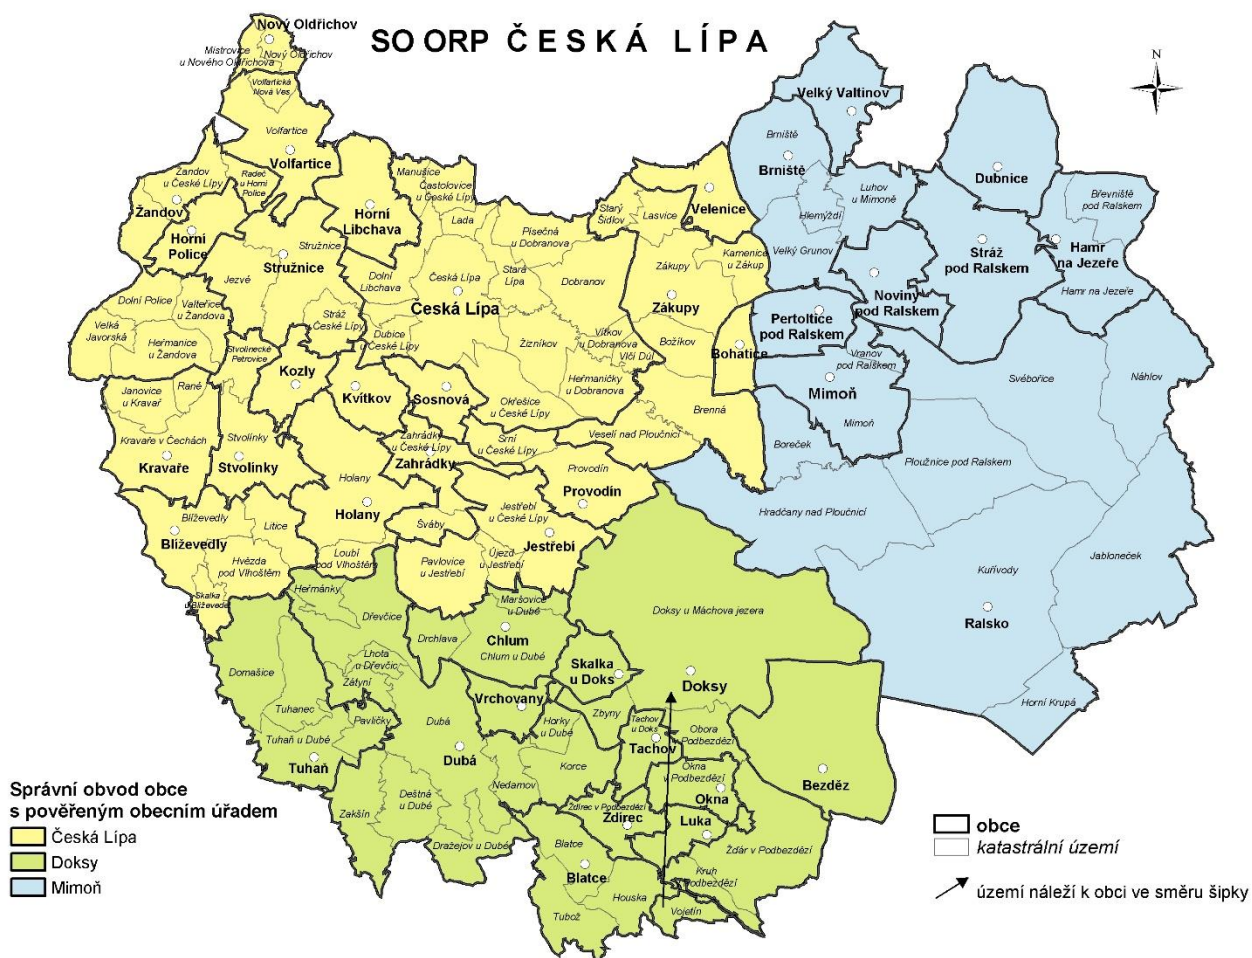 SO ORP ČESKÁ LÍPA
N
Nový Oldřichov
Mistrovice
u Nového Oldřichova
Nový Oldřichov
Volfartická
Nová Ves
Volfartice
Volfartice
Žandov
u České Lípy
Radeč
u Horní
Police
Žandov
Horní
Police
Horní
Libchava
Manušice
Častolovice
u České Lípy
Lada
Písečná
u Dobranova
Starý
Šidlov
Lasvice
Velenice
Velký Valtinov
Brniště
Brniště
Luhov
u Mimoně
Hlemýždí
Velký Grunov
Dubnice
Břevniště
pod Ralskem
Stráž
pod Ralskem
Hamr
na Jezeře
Hamr na Jezeře
Stružnice
Stružnice
Jezvé
Dolní
Libchava
Česká Lípa
Stará
Lípa
Dobranov
Česká Lípa
Zákupy
Kamenice
u Zákup
Zákupy
Noviny
pod Ralskem
Pertoltice
pod Ralskem
Dolní Police
Valteřice
u Žandova
Velká
Javorská
Heřmanice
u Žandova
Stráž
u České Lípy
Dubice
u České Lípy
Stvolínecké
Petrovice
Žizníkov
Vítkov
u Dobranova
Vlčí Důl
Božíkov
Bohatice
Vranov
pod Ralskem
Mimoň
Mimoň
Svébořice
Náhlov
Kozly
Kvítkov
Sosnová
Heřmaničky
u Dobranova
Okřešice
u České Lípy
Brenná
Janovice
u Kravař
Rané
Kravaře v Čechách
Kravaře
Stvolínky
Stvolínky
Zahrádky
u České Lípy
Zahrádky
Srní
u České Lípy
Veselí nad Ploučnicí
Boreček
Ploužnice pod Ralskem
Holany
Holany
Provodín
Provodín
Hradčany nad Ploučnicí
Jestřebí
u České Lípy
Jestřebí
Šváby
Blíževedly
Blíževedly
Litice
Hvězda
pod Vlhoštěm
Loubí
pod Vlhoštěm
Pavlovice
u Jestřebí
Újezd
u Jestřebí
Skalka
u Blíževedel
Kuřívody
Jabloneček
Ralsko
Horní Krupá
Heřmánky
Dřevčice
Maršovice
u Dubé
Drchlava
Chlum
Chlum u Dubé
Doksy u Máchova jezera
Skalka
u Doks
Doksy
Domašice
Lhota
u Dřevčic
Zátyní
Tuhanec
Pavličky
Tuhaň u Dubé
Tuhaň
Dubá
Dubá
Vrchovany
Horky
u Dubé
Zbyny
Tachov
u Doks
Tachov
Obora
v Podbezdězí
Korce
Nedamov
Deštná
u Dubé
Zakšín
Dražejov u Dubé
Okna
v Podbezdězí
Okna
Bezděz
Ždírec v Podbezdězí
Ždírec
Luka
Žďár v Podbezdězí
Blatce
Blatce
Kruh
v Podbezdězí
Houska
Tubož
Vojetín
Správní obvod obce
s pověřeným obecním úřadem
Česká Lípa
Doksy
Mimoň
obce
katastrální území
území náleží k obci ve směru šipky